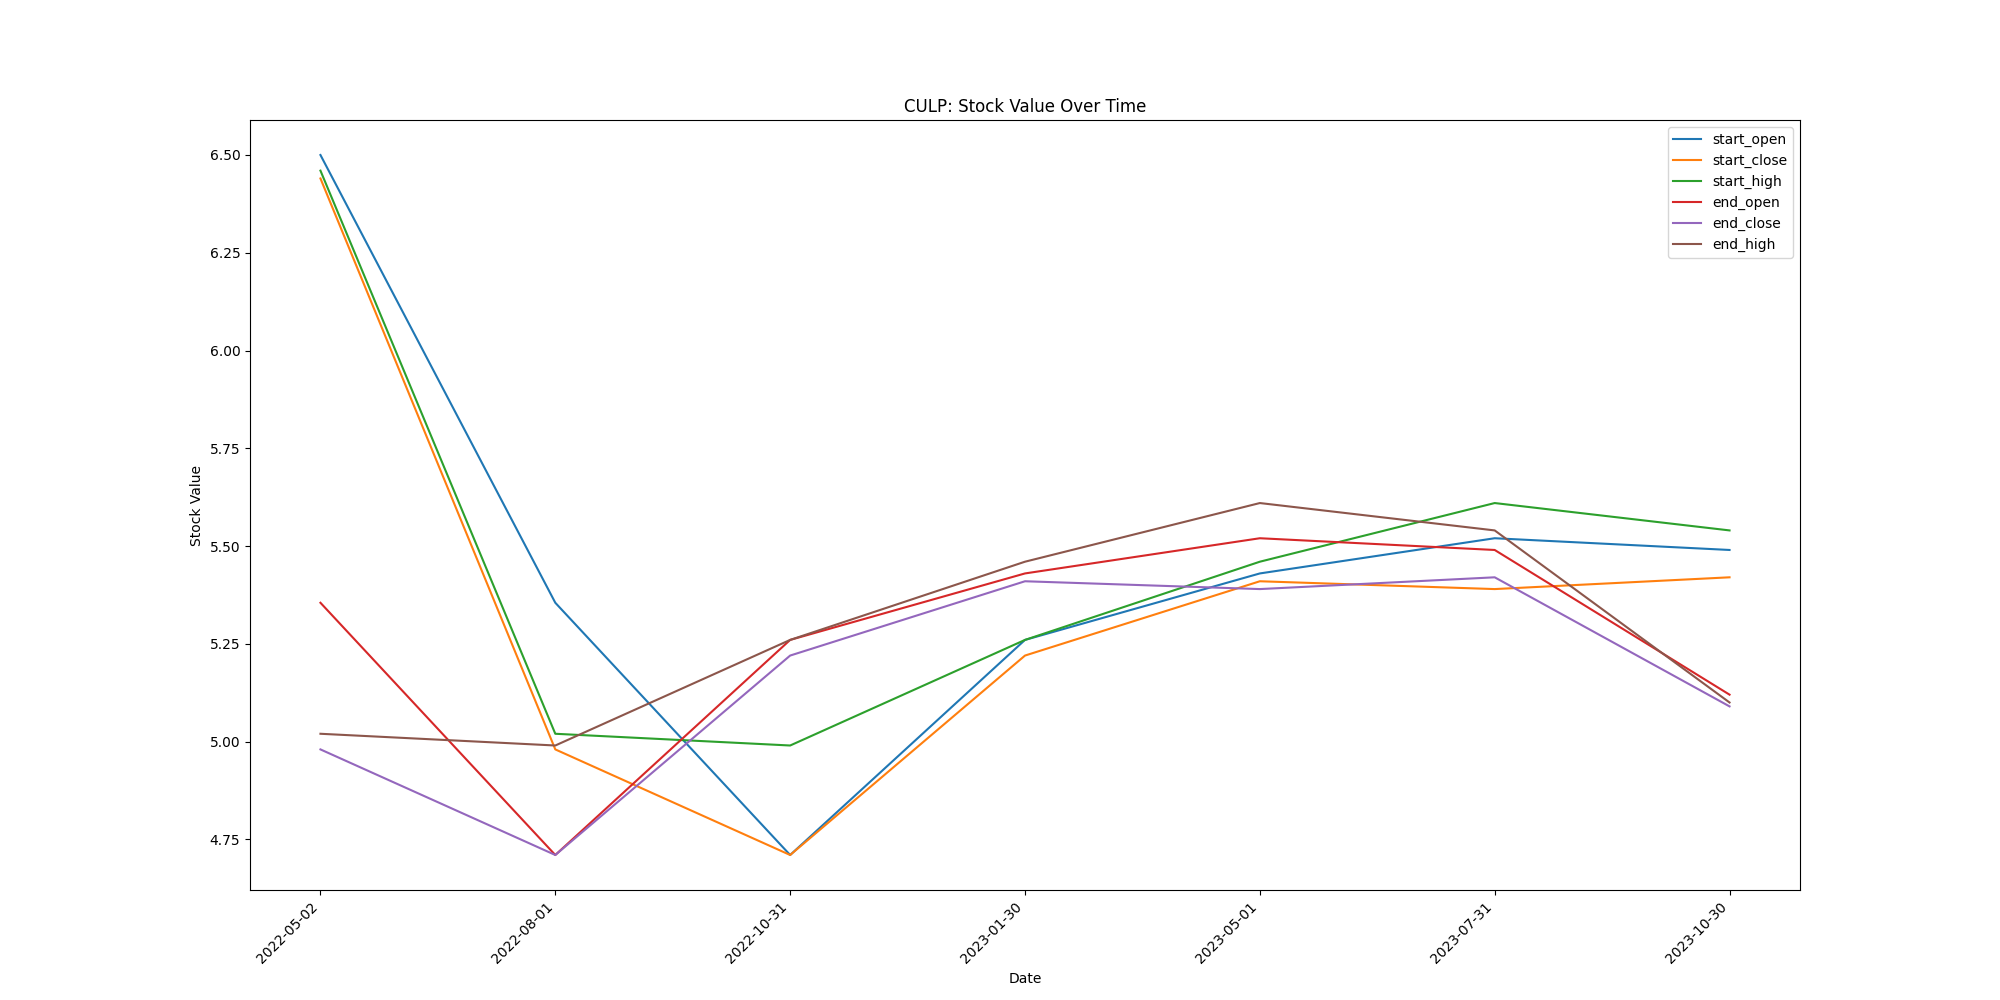 CULP: Stock Value Over Time
start_open
start_close
start_high
end_open
end_close
end_high
Stock Value
6.50
6.25
6.00
5.75
5.50
5.25
5.00
4.75
2022-05-02
2022-08-01
2022-10-31
2023-01-30
2023-05-01
2023-07-31
2023-10-30
Date